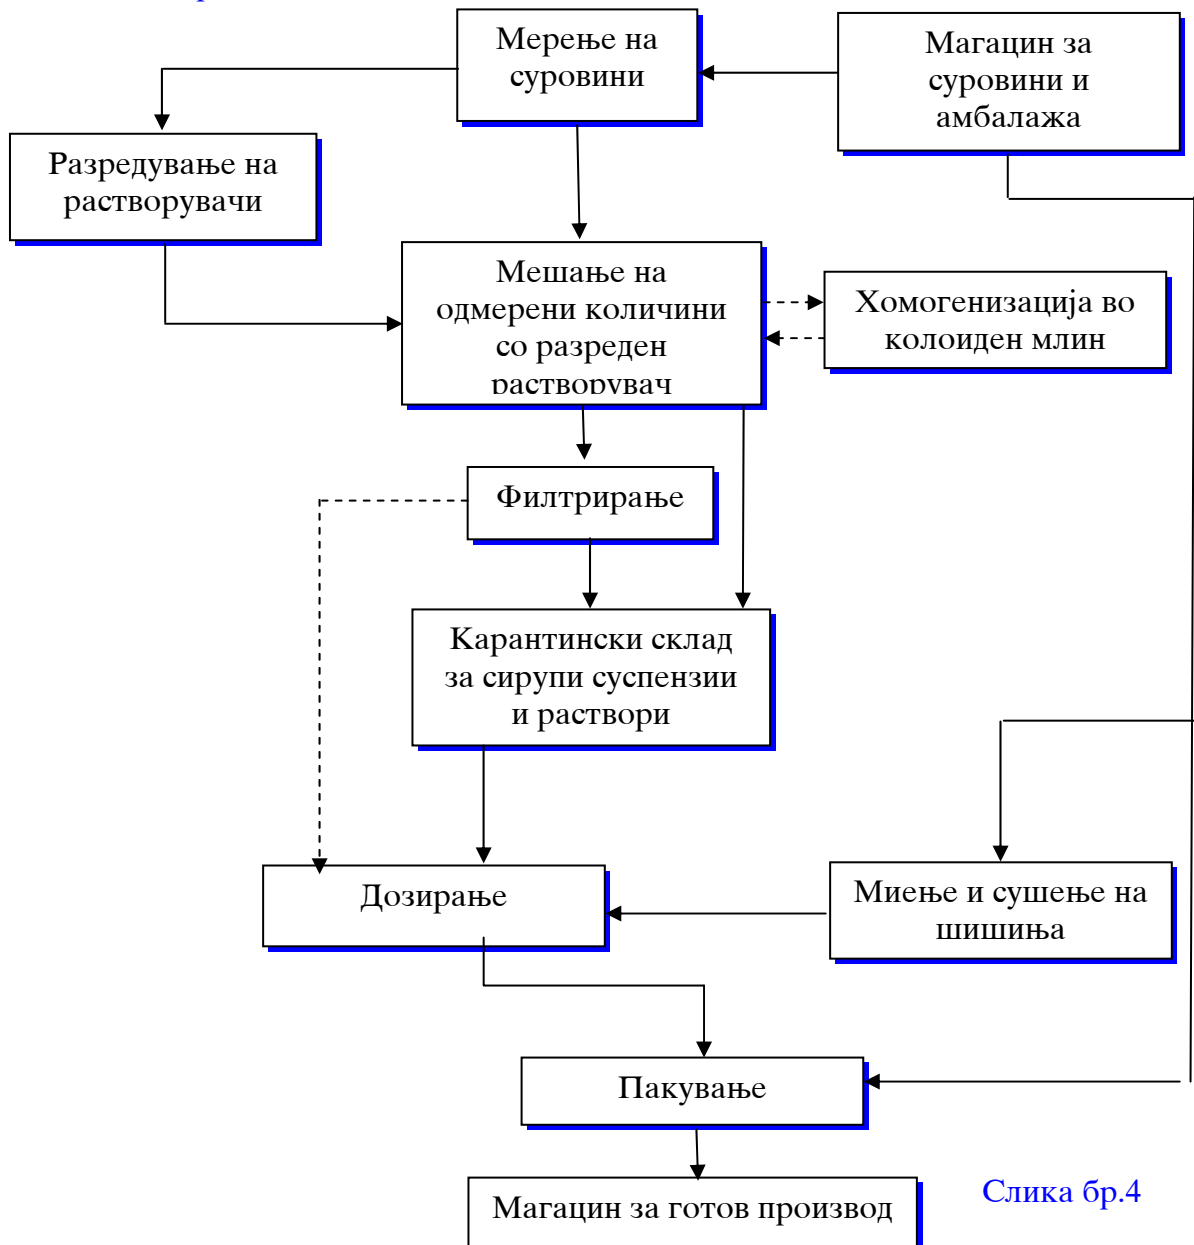 Мерење на
суровини
Магацин за
суровини и
амбалажа
Разредување на
растворувачи
Мешање на
одмерени количини
со разреден
растворувач
Хомогенизација во
колоиден млин
Филтрирање
Карантински склад
за сирупи суспензии
и раствори
Дозирање
Миење и сушење на
шишиња
Пакување
Слика бр.4
Магацин за готов производ